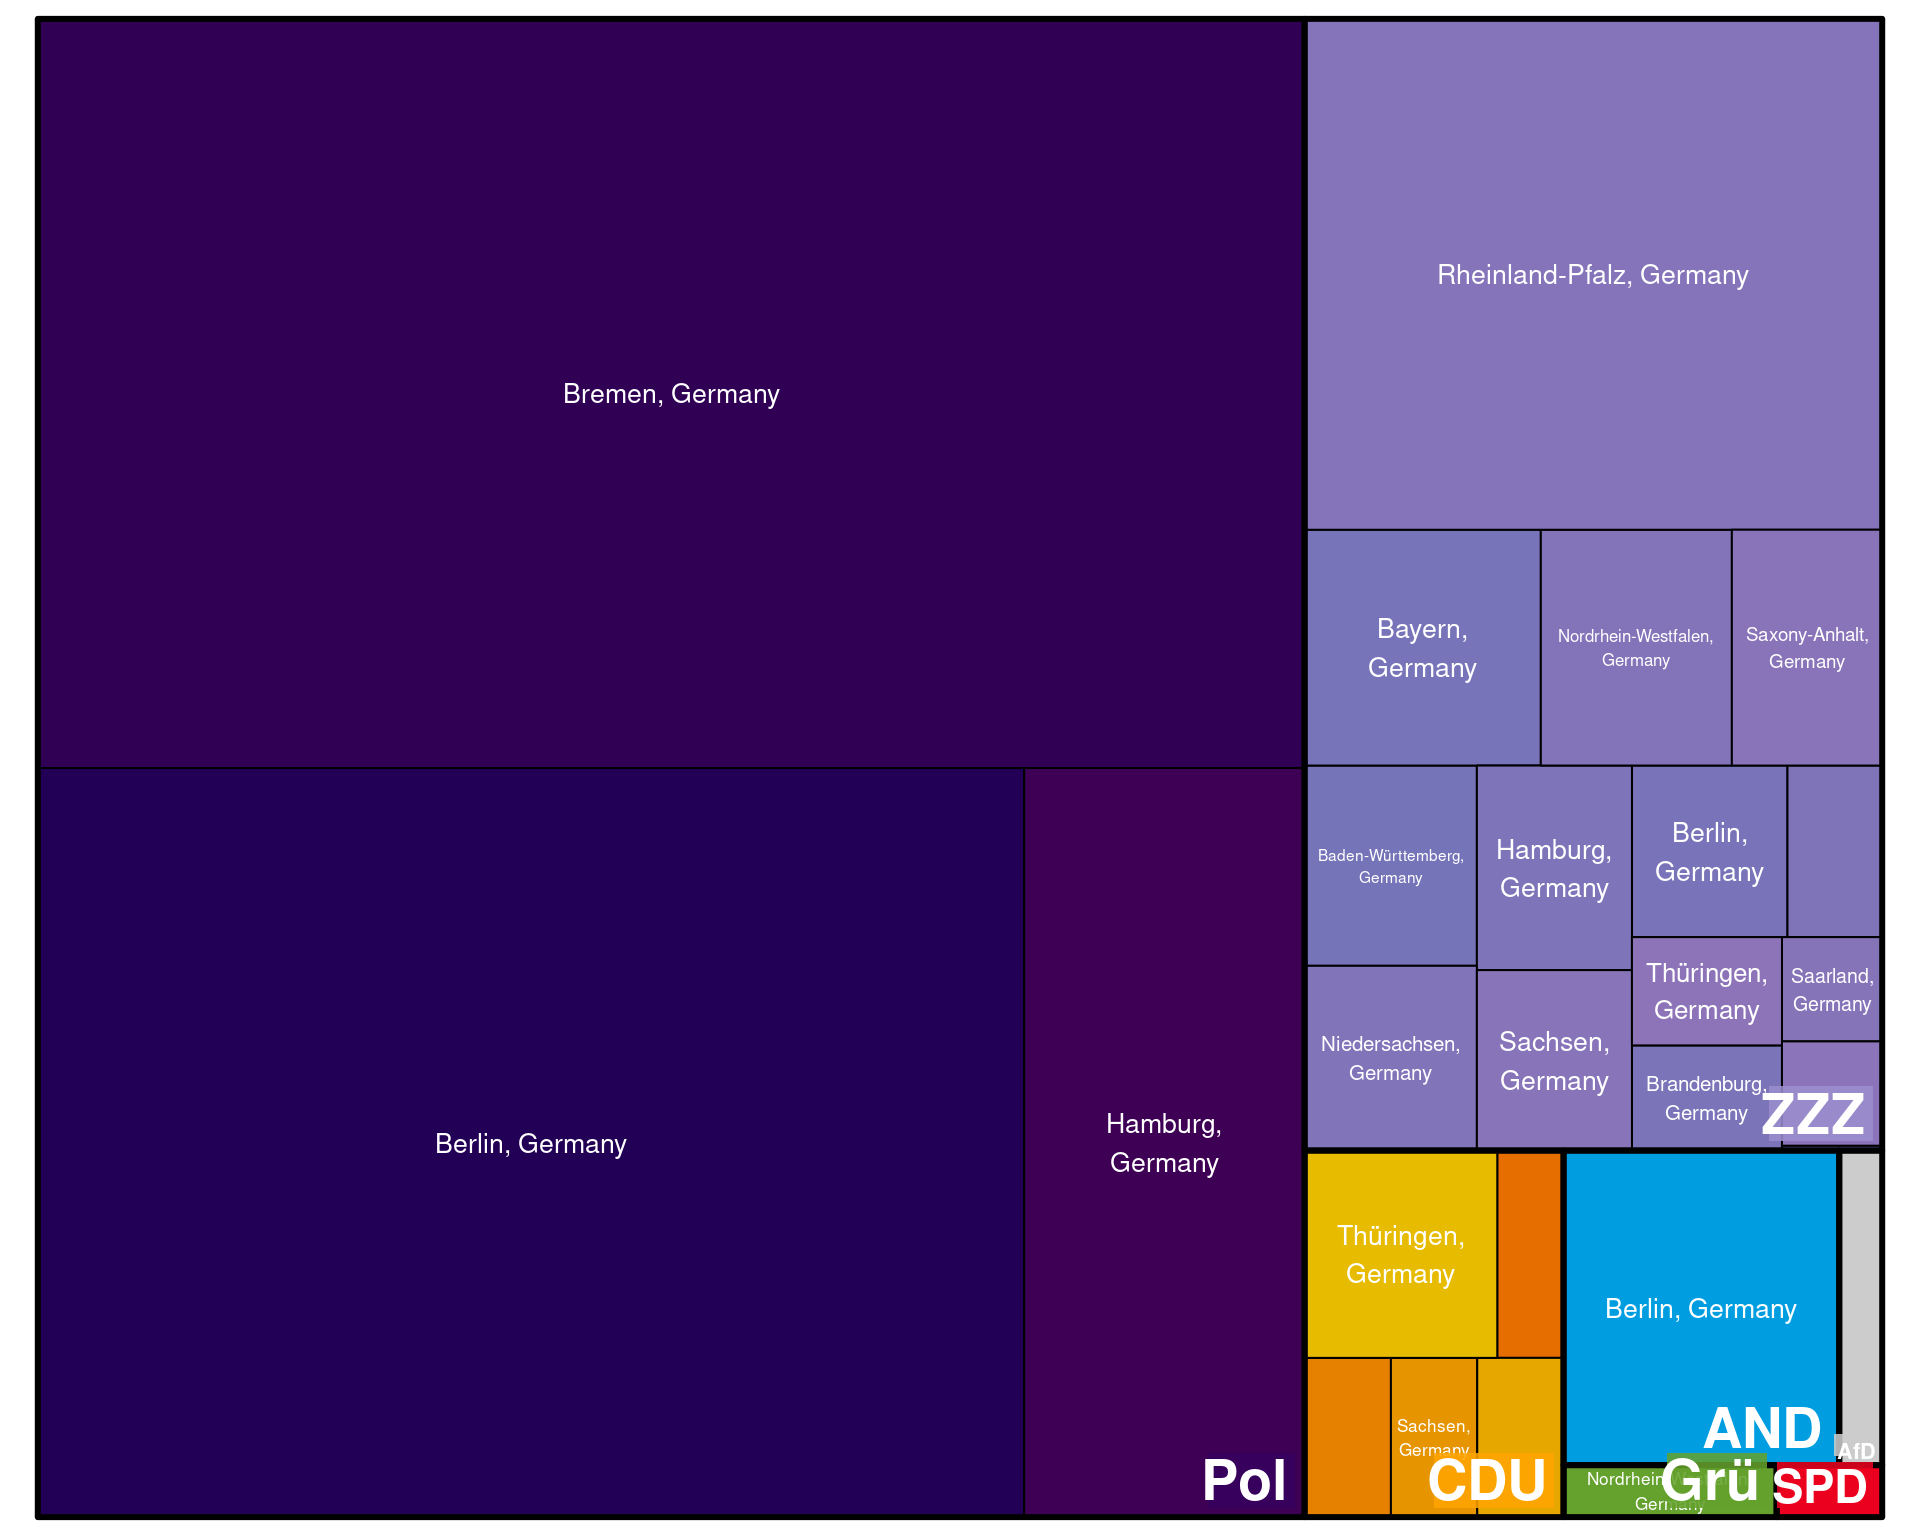 Bremen, Germany
Berlin, Germany
Hamburg,
Germany
Pol
Rheinland-Pfalz, Germany
Bayern,
Germany
Nordrhein-Westfalen,
Germany
Saxony-Anhalt,
Germany
Baden-Württemberg,
Germany
Hamburg,
Germany
Berlin,
Germany
Niedersachsen,
Germany
Sachsen,
Germany
Thüringen,
Germany
Saarland,
Germany
Brandenburg,
Germany
ZZZ
Thüringen,
Germany
Sachsen,
Germany
CDU
Berlin, Germany
AND
AfD
Germany
Grü
SPD